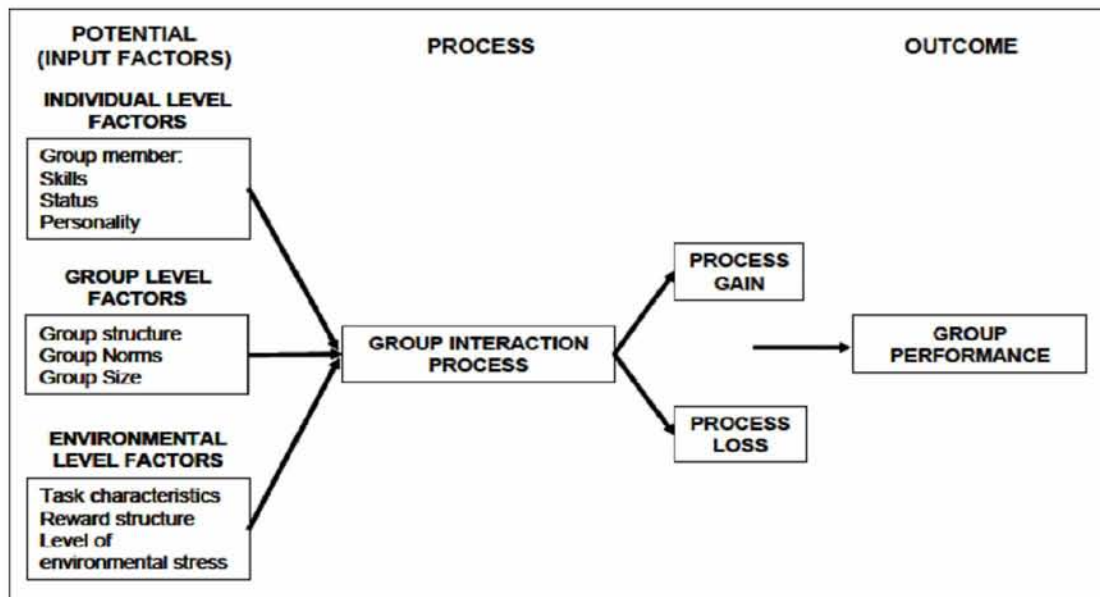 POTENTIAL
(INPUT FACTORS)
PROCESS
OUTCOME
INDIVIDUAL LEVEL
FACTORS
Group member:
Skills
Status
Personality
GROUP LEVEL
FACTORS
Group structure
Group Norms
Group Size
ENVIRONMENTAL
LEVEL FACTORS
Task characteristics
Reward structure
Level of
environmental stress
GROUP INTERACTION
PROCESS
PROCESS
GAIN
PROCESS
LOSS
GROUP
PERFORMANCE